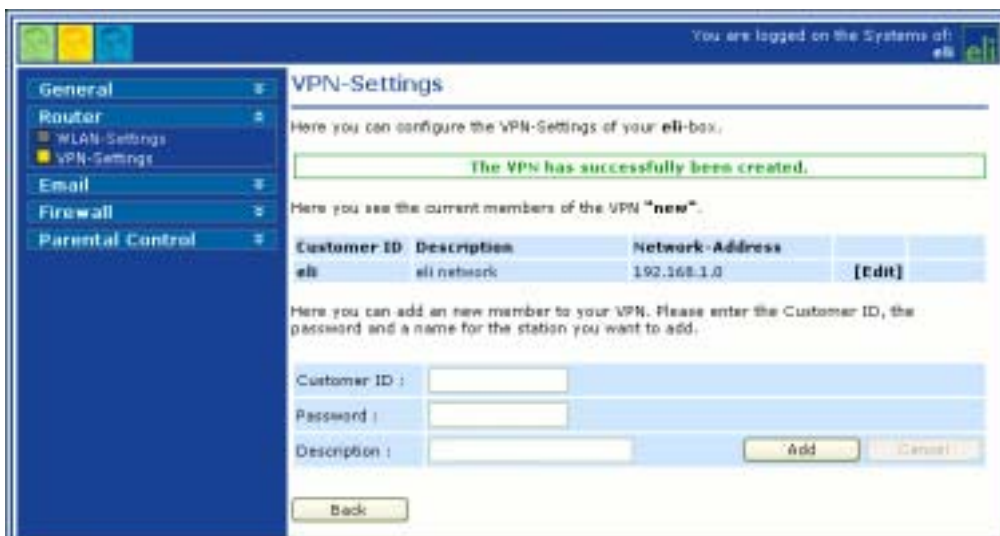 You are logged on the Systems of:
eli
eli
General
Router
WLAN-Settings
VPN-Settings
Email
Firewall
Parental Control
VPN-Settings
Here you can configure the VPN-Settings of your eli-box.
The VPN has successfully been created.
Here you see the current members of the VPN "new".
Customer ID Description Network-Address
eli eli network 192.168.1.0 [Edit]
Here you can add an new member to your VPN. Please enter the Customer ID, the
password and a name for the station you want to add.
Customer ID :
Password :
Description :
Add Cancel
Back